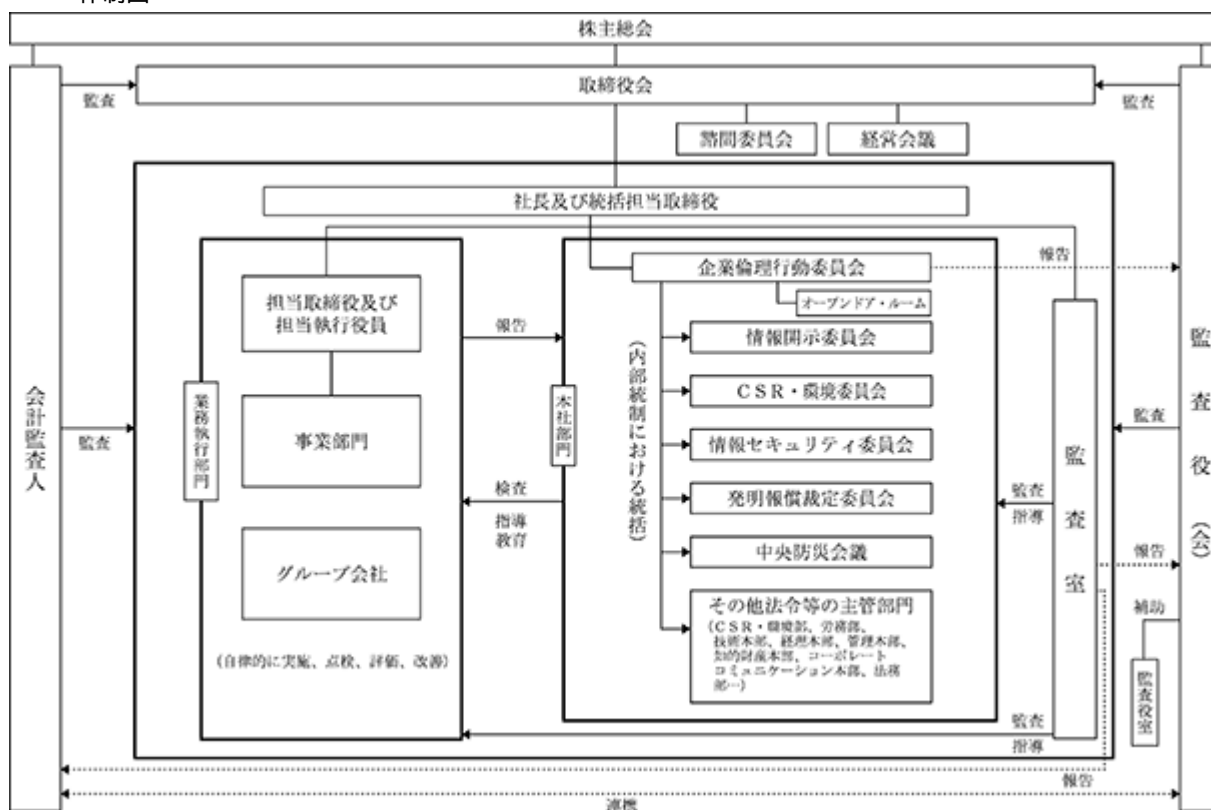 株主総会
取締役会
監査
監査
諮問委員会
経営会議
社長及び統括担当取締役
企業倫理行動委員会
報告
オープンドア・ルーム
担当取締役及び
担当執行役員
報告
情報開示委員会
CSR・環境委員会
会計監査人
監査
業務執行部門
事業部門
本社部門
(内部統制における統括)
情報セキュリティ委員会
監査室
監査
監査役(会)
検査
指導
教育
発明報償裁定委員会
監査
指導
グループ会社
中央防災会議
報告
その他法令等の主管部門
(CSR・環境部、労務部、
技術本部、経理本部、管理本部、
知的財産本部、コーポレート
コミュニケーション本部、法務
部…)
補助
監査役室
(自律的に実施、点検、評価、改善)
監査
指導
報告
連携